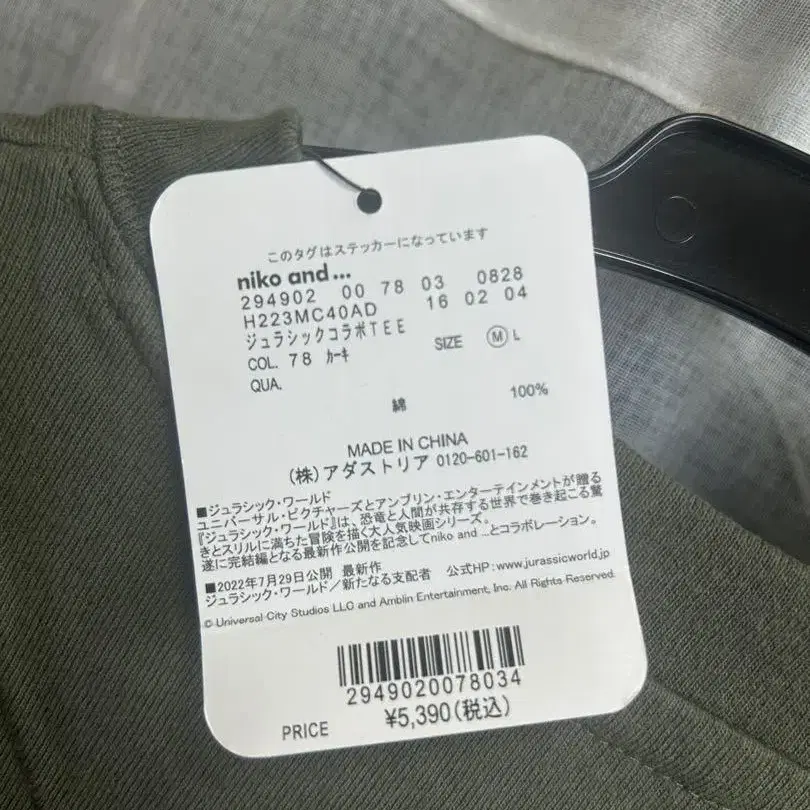 このタグはステッカーになっています
niko and ...
294902 00 78 03 0828
H223MC40AD 16 02 04
ジュラシックコラボTEE
COL. 78 カーキ SIZE Ⓜ L
QUA.
綿 100%
MADE IN CHINA
(株)アダストリア 0120-601-162
■ジュラシック・ワールド
ユニバーサル・ピクチャーズとアンブリン・エンターテインメントが贈る
『ジュラシック・ワールド』は、恐竜と人間が共存する世界で巻き起こる驚
きとスリルに満ちた冒険を描く大人気映画シリーズ。
遂に完結編となる最新作公開を記念してniko and ...とコラボレーション。
■2022年7月29日公開 最新作
ジュラシック・ワールド/新たなる支配者 公式HP:www.jurassicworld.jp
© Universal City Studios LLC and Amblin Entertainment, Inc. All Rights Reserved.
2949020078034
PRICE ¥5,390(税込)